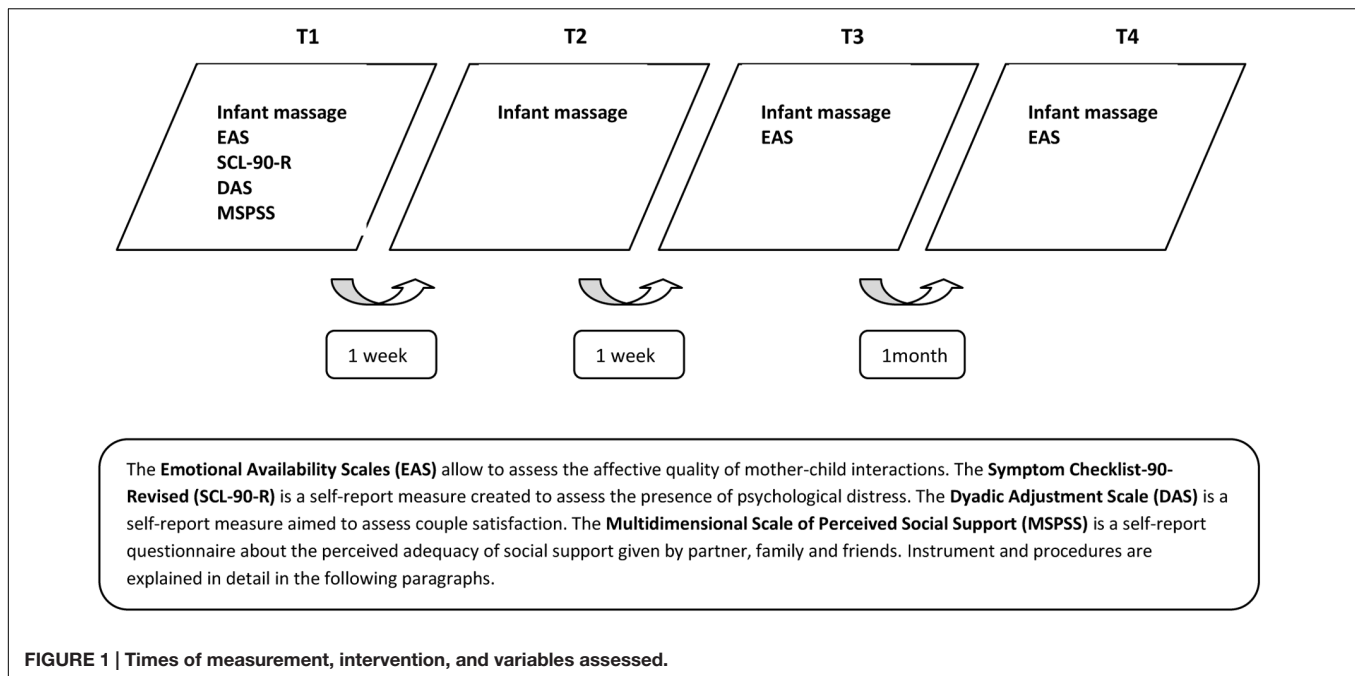 T1
T2
T3
T4
Infant massage
EAS
SCL-90-R
DAS
MSPSS
Infant massage
Infant massage
EAS
Infant massage
EAS
1 week
1 week
1month
The Emotional Availability Scales (EAS) allow to assess the affective quality of mother-child interactions. The Symptom Checklist-90-
Revised (SCL-90-R) is a self-report measure created to assess the presence of psychological distress. The Dyadic Adjustment Scale (DAS) is a
self-report measure aimed to assess couple satisfaction. The Multidimensional Scale of Perceived Social Support (MSPSS) is a self-report
questionnaire about the perceived adequacy of social support given by partner, family and friends. Instrument and procedures are
explained in detail in the following paragraphs.
FIGURE 1 | Times of measurement, intervention, and variables assessed.